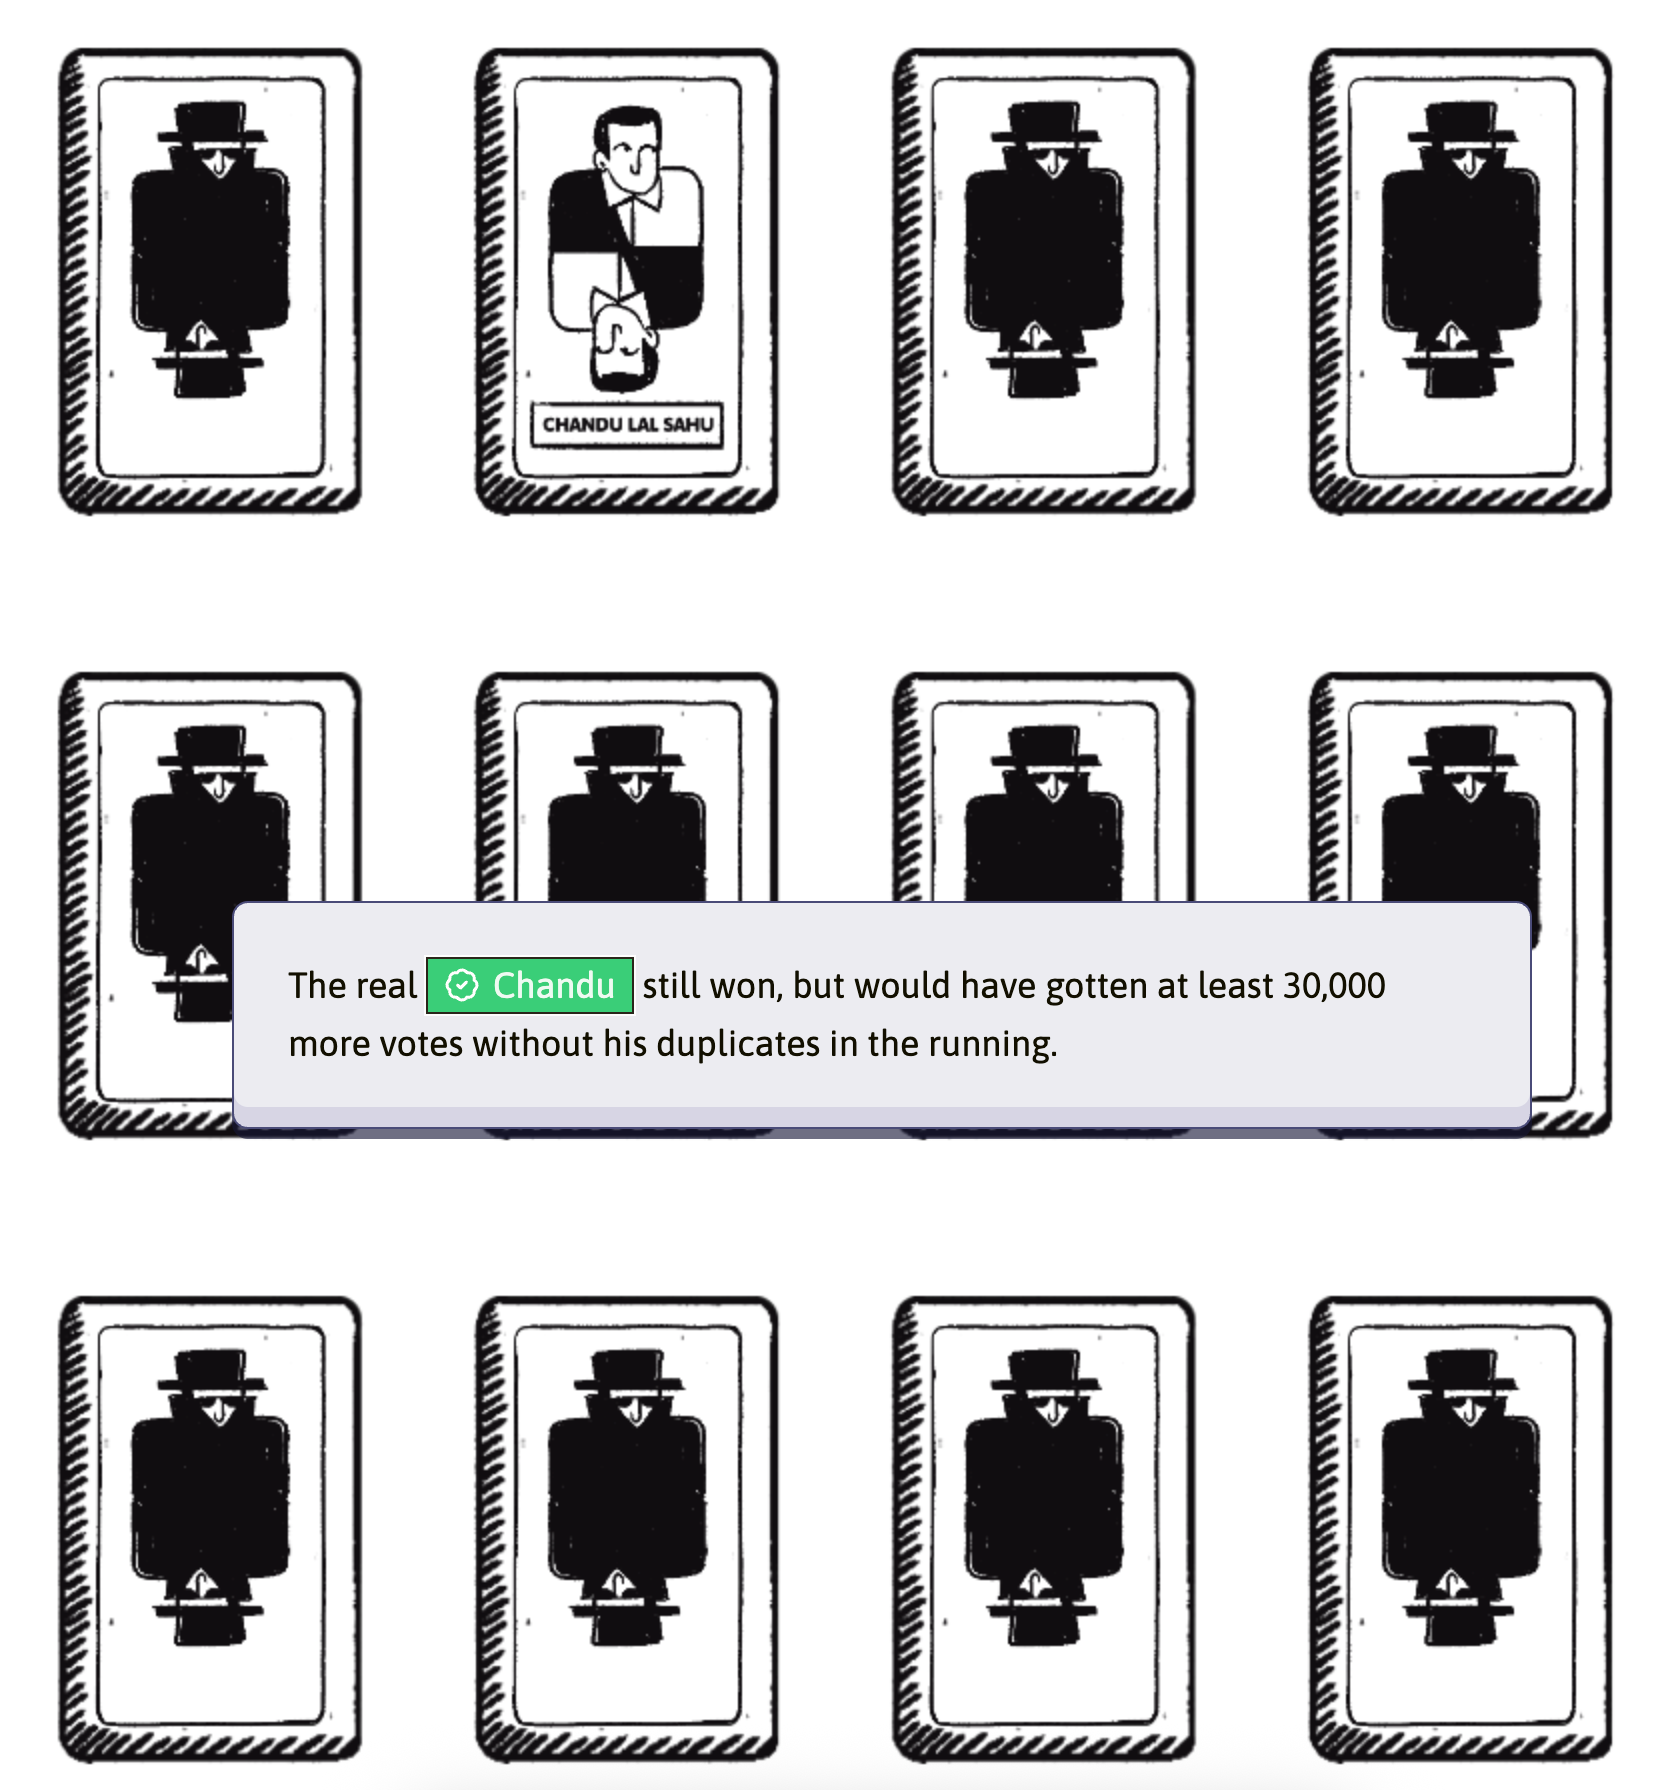 CHANDU LAL SAHU
The real Chandu still won, but would have gotten at least 30,000
more votes without his duplicates in the running.